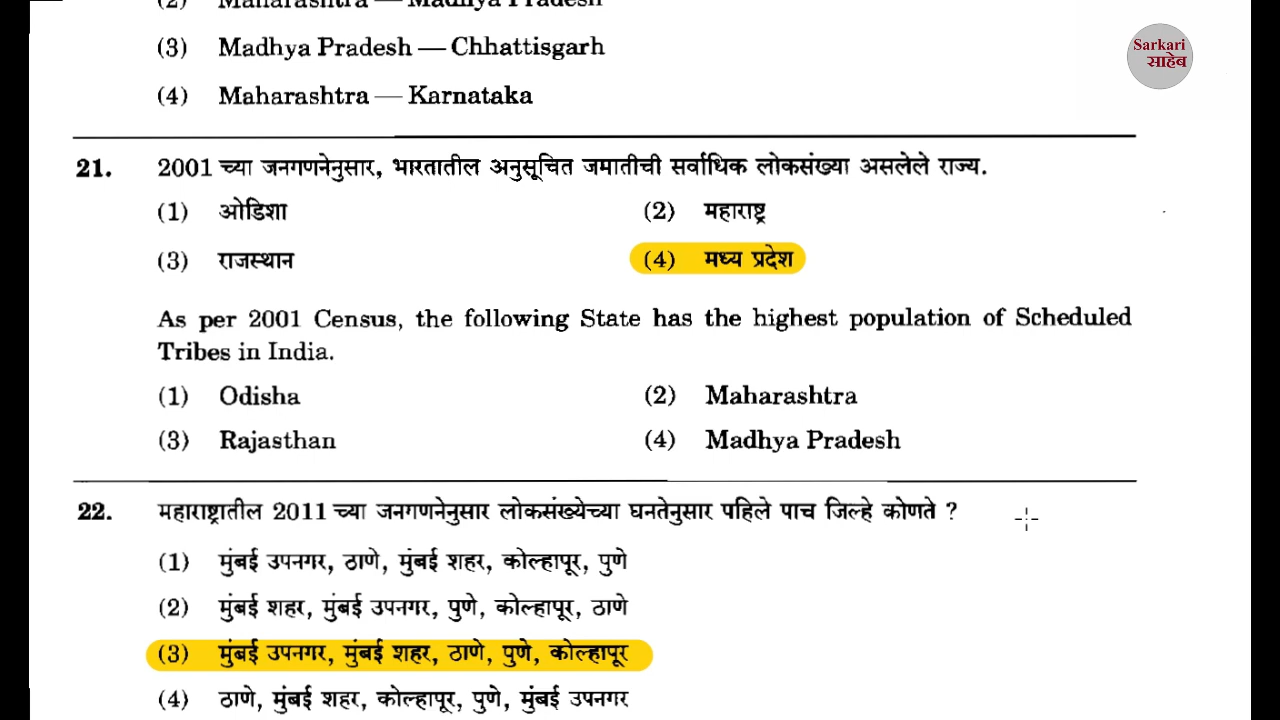 (2) Maharashtra — Madhya Pradesh
(3) Madhya Pradesh — Chhattisgarh
Sarkari
साहेब
(4) Maharashtra — Karnataka
21. 2001 च्या जनगणनेनुसार, भारतातील अनुसूचित जमातीची सर्वाधिक लोकसंख्या असलेले राज्य.
(1) ओडिशा (2) महाराष्ट्र
(3) राजस्थान (4) मध्य प्रदेश
As per 2001 Census, the following State has the highest population of Scheduled
Tribes in India.
(1) Odisha (2) Maharashtra
(3) Rajasthan (4) Madhya Pradesh
22. महाराष्ट्रातील 2011 च्या जनगणनेनुसार लोकसंख्येच्या घनतेनुसार पहिले पाच जिल्हे कोणते ?
(1) मुंबई उपनगर, ठाणे, मुंबई शहर, कोल्हापूर, पुणे
(2) मुंबई शहर, मुंबई उपनगर, पुणे, कोल्हापूर, ठाणे
(3) मुंबई उपनगर, मुंबई शहर, ठाणे, पुणे, कोल्हापूर
(4) ठाणे, मुंबई शहर, कोल्हापूर, पुणे, मुंबई उपनगर